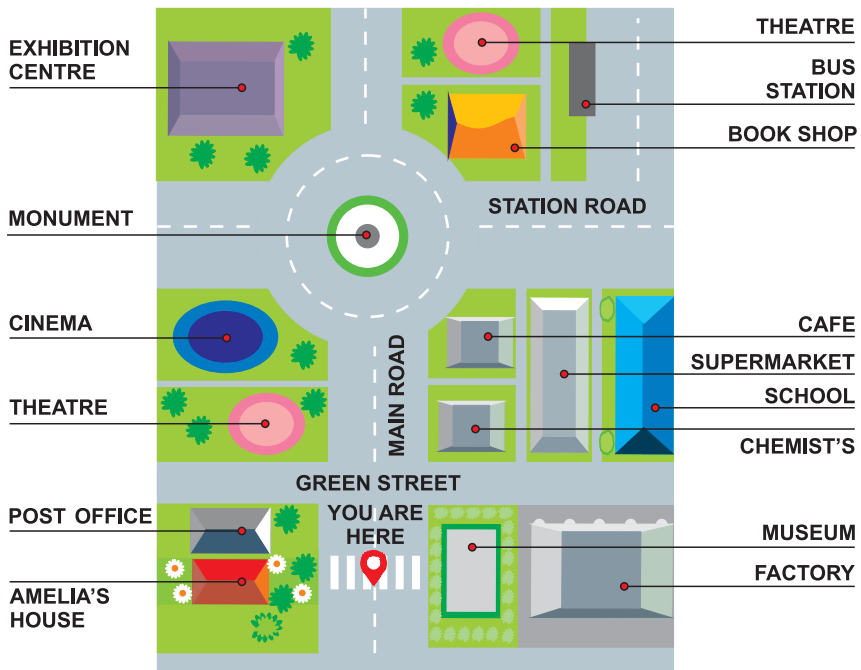 EXHIBITION
CENTRE
MONUMENT
CINEMA
THEATRE
POST OFFICE
AMELIA'S
HOUSE
STATION ROAD
MAIN ROAD
GREEN STREET
YOU ARE
HERE
THEATRE
BUS
STATION
BOOK SHOP
CAFE
SUPERMARKET
SCHOOL
CHEMIST'S
MUSEUM
FACTORY